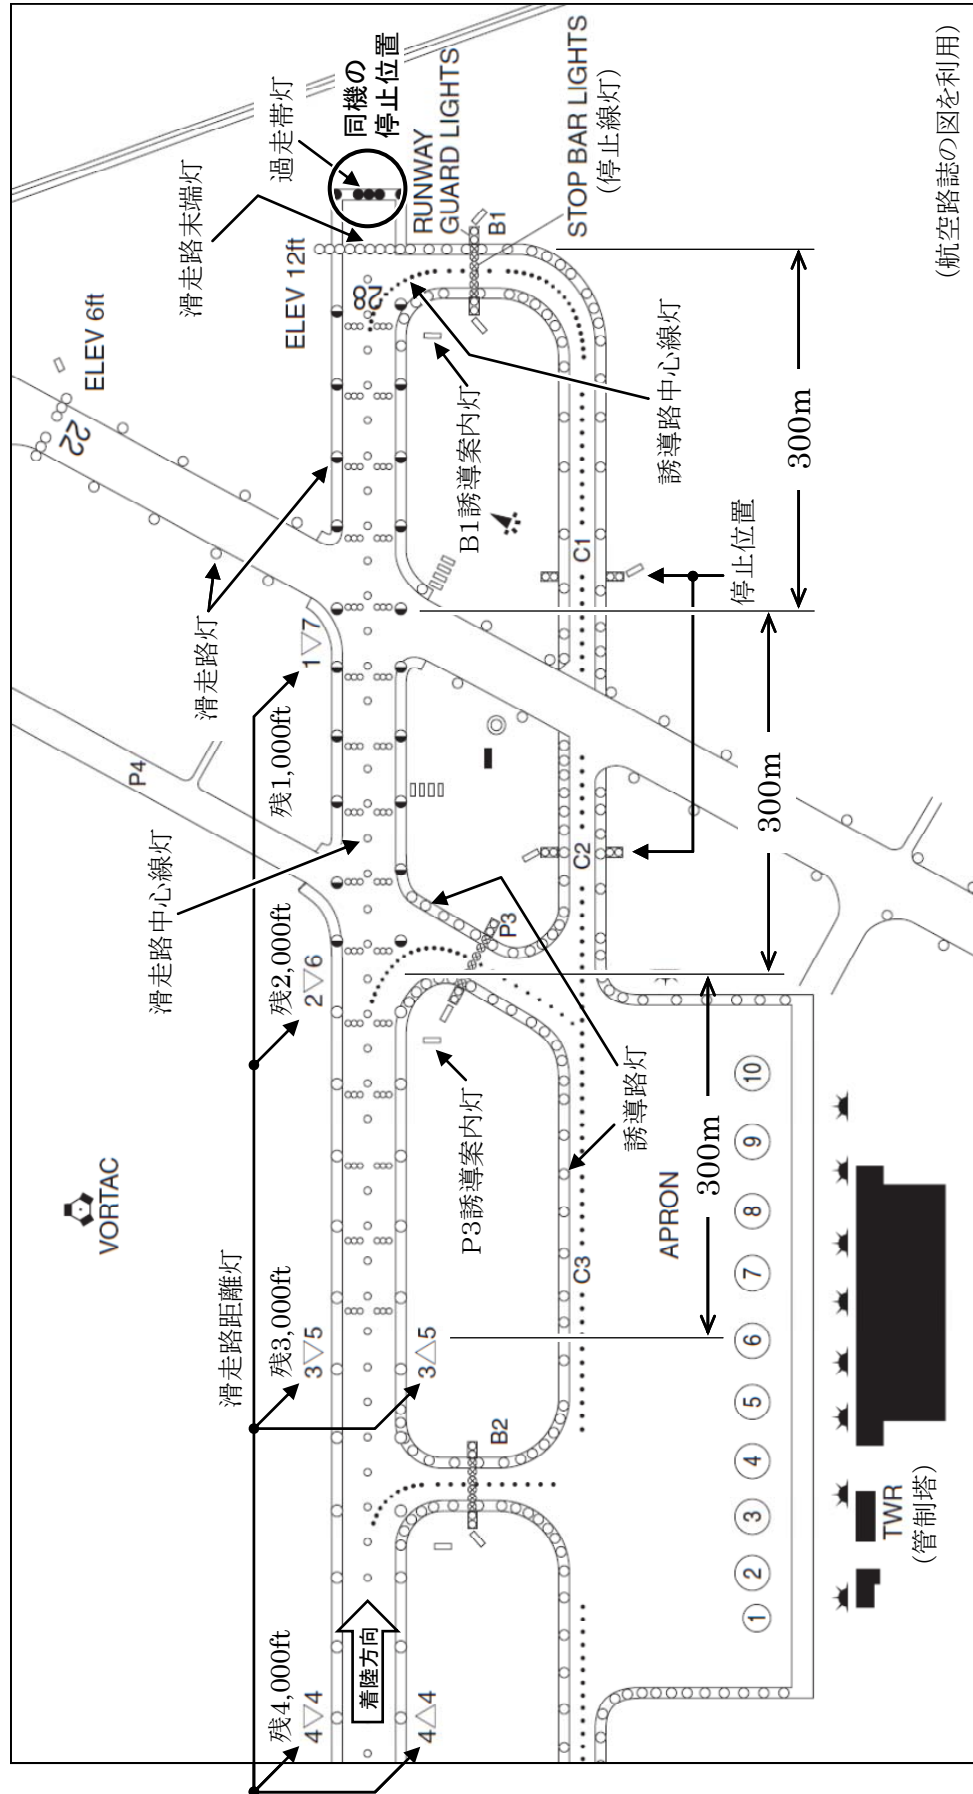 ELEV 6ft
22
滑走路末端灯
過走帯灯
同機の
停止位置
ELEV 12ft
28
RUNWAY
GUARD LIGHTS
STOP BAR LIGHTS
(停止線灯)
B1
滑走路灯
B1誘導案内灯
誘導路中心線灯
300m
停止位置
C1
1▽7
残1,000ft
P4
滑走路中心線灯
300m
C2
P3
残2,000ft
2▽6
P3誘導案内灯
誘導路灯
300m
VORTAC
滑走路距離灯
残3,000ft
3▽5
3△5
C3
APRON
B2
着陸方向
残4,000ft
4▽4
4△4
1
2
3
4
5
6
7
8
9
10
TWR
(管制塔)
(航空路誌の図を利用)